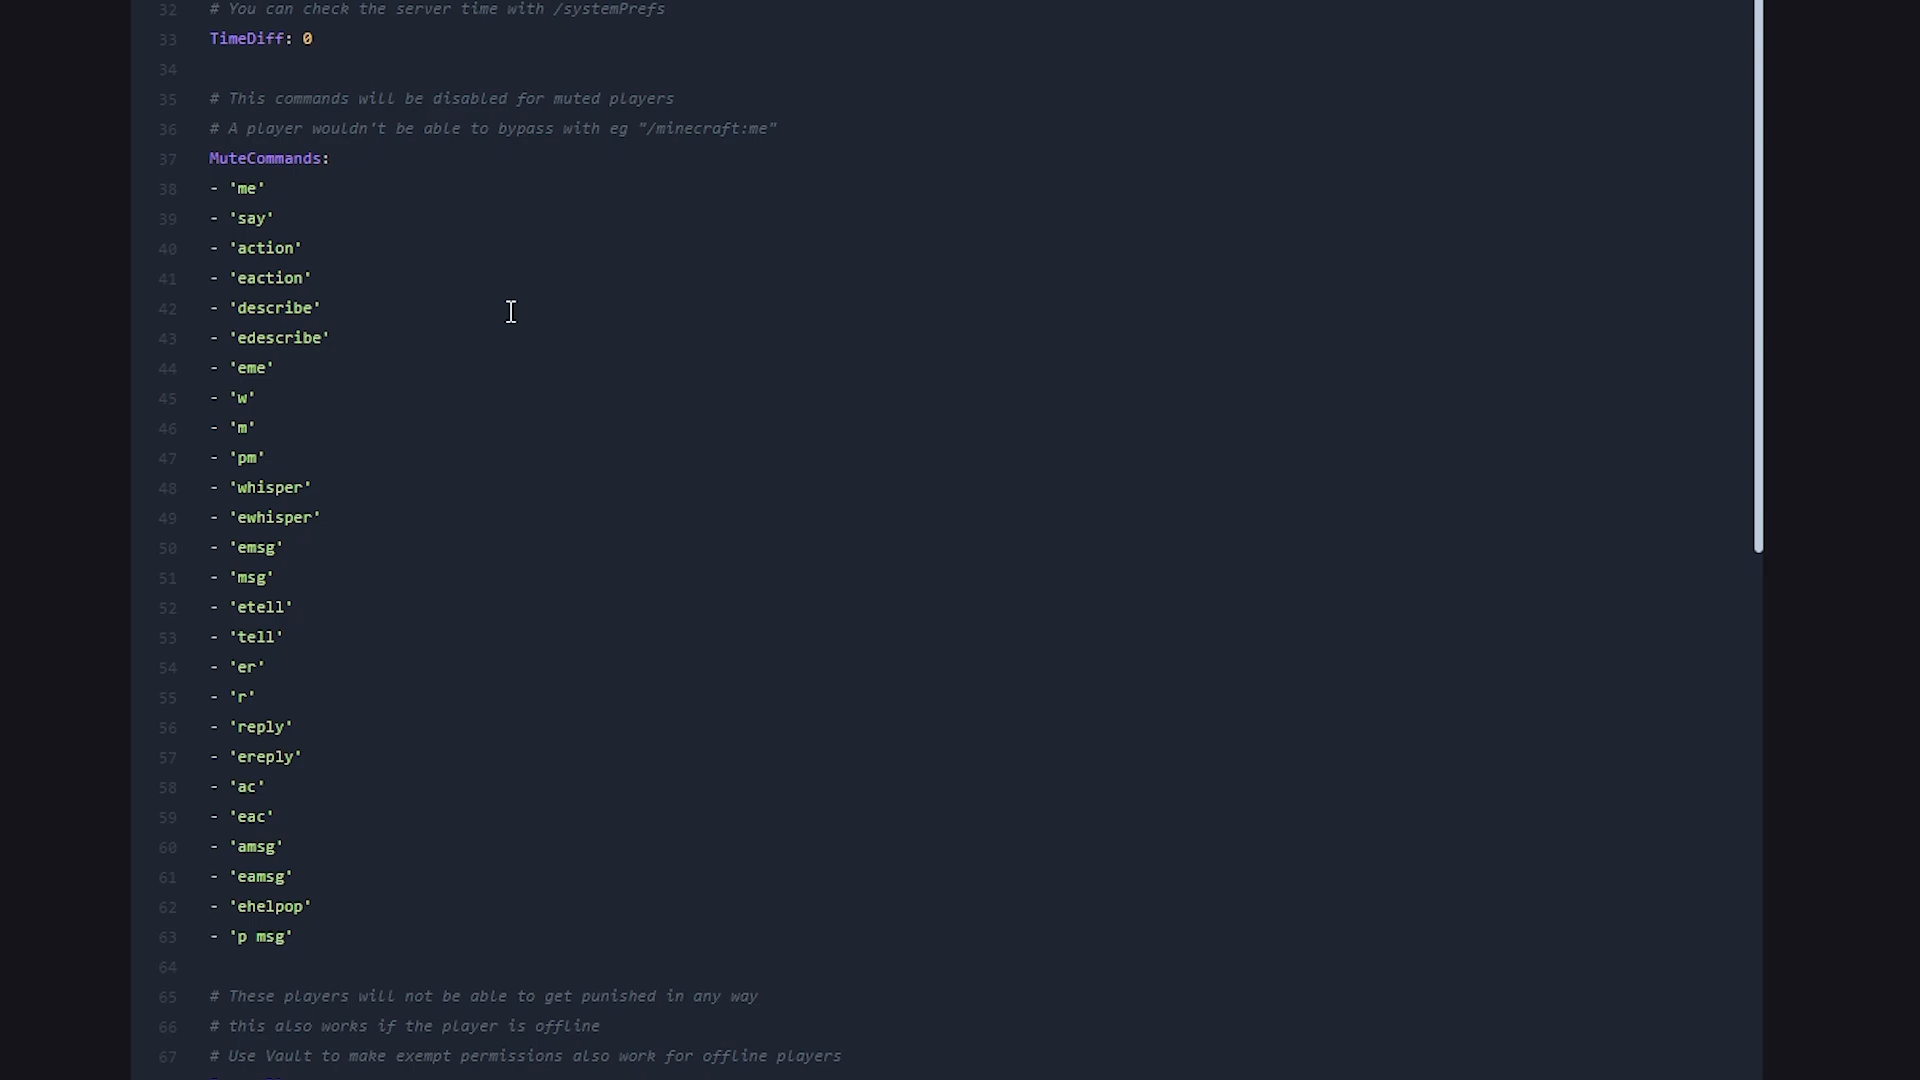 32 # You can check the server time with /systemPrefs
33 TimeDiff: 0
34
35 # This commands will be disabled for muted players
36 # A player wouldn't be able to bypass with eg "/minecraft:me"
37 MuteCommands:
38 - 'me'
39 - 'say'
40 - 'action'
41 - 'eaction'
42 - 'describe'
43 - 'edescribe'
44 - 'eme'
45 - 'w'
46 - 'm'
47 - 'pm'
48 - 'whisper'
49 - 'ewhisper'
50 - 'emsg'
51 - 'msg'
52 - 'etell'
53 - 'tell'
54 - 'er'
55 - 'r'
56 - 'reply'
57 - 'ereply'
58 - 'ac'
59 - 'eac'
60 - 'amsg'
61 - 'eamsg'
62 - 'ehelpop'
63 - 'p msg'
64
65 # These players will not be able to get punished in any way
66 # this also works if the player is offline
67 # Use Vault to make exempt permissions also work for offline players